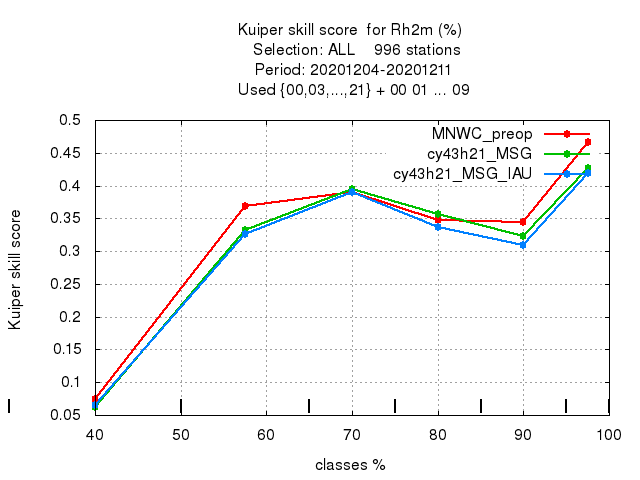 Kuiper skill score  for Rh2m (%)
Selection: ALL    996 stations
Period: 20201204-20201211
Used {00,03,...,21} + 00 01 ... 09
MNWC_preop
cy43h21_MSG
cy43h21_MSG_IAU
0.5
0.45
0.4
0.35
0.3
0.25
0.2
0.15
0.1
0.05
Kuiper skill score
40 50 60 70 80 90 100
classes %